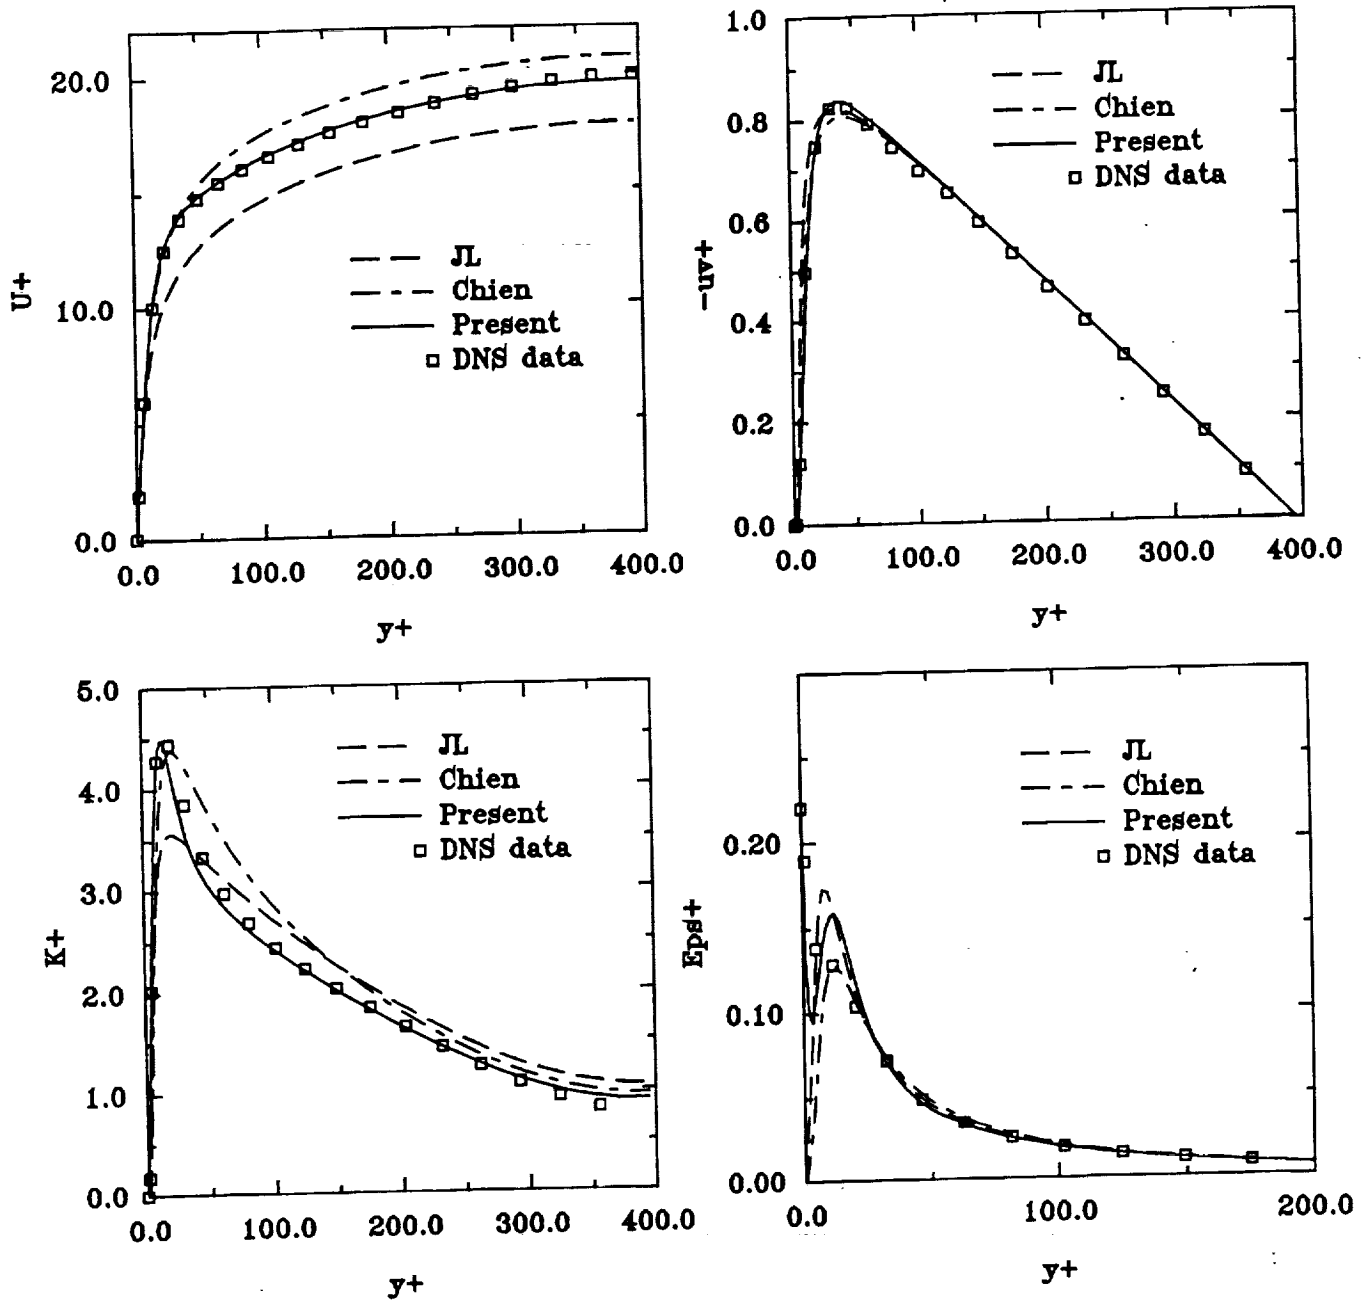 20.0
10.0
0.0
U+
JL
Chien
Present
DNS data
0.0 100.0 200.0 300.0 400.0
y+
1.0
0.8
0.6
0.4
0.2
0.0
-uv+
JL
Chien
Present
DNS data
0.0 100.0 200.0 300.0 400.0
y+
5.0
4.0
3.0
2.0
1.0
0.0
K+
JL
Chien
Present
DNS data
0.0 100.0 200.0 300.0 400.0
y+
0.20
0.10
0.00
Eps+
JL
Chien
Present
DNS data
0.0 100.0 200.0
y+